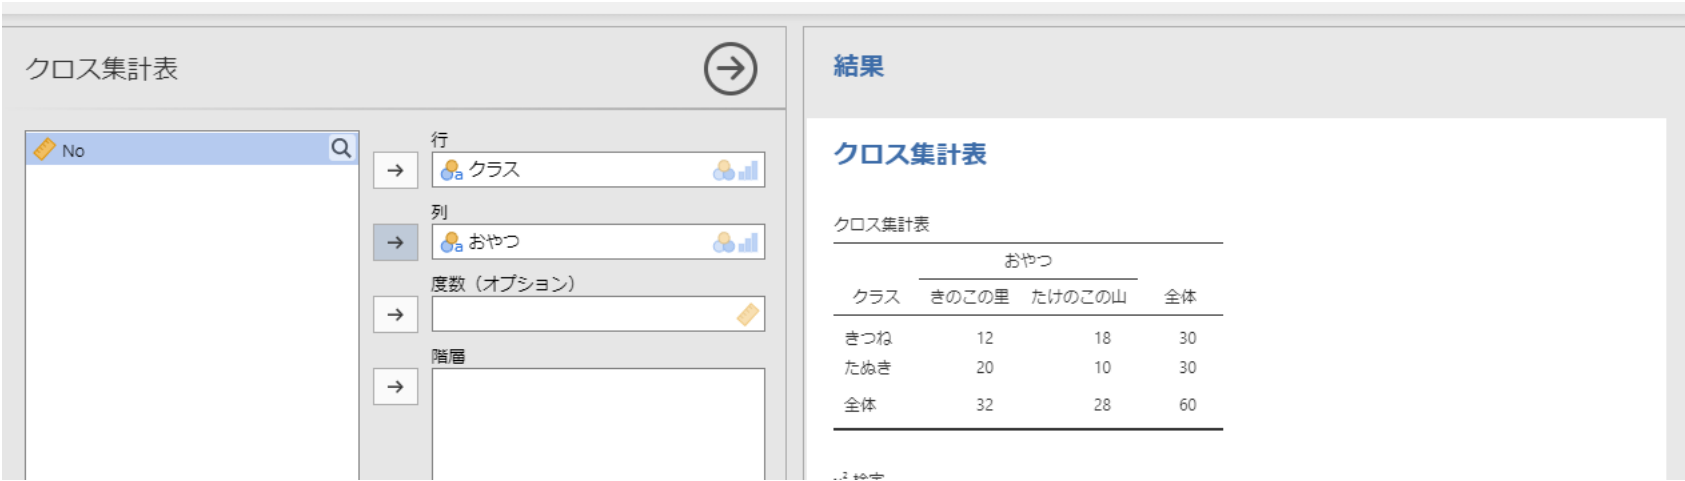 クロス集計表
No
行
クラス
列
おやつ
度数（オプション）
階層
結果
クロス集計表
クロス集計表
おやつ
クラス きのこの里 たけのこの山 全体
きつね 12 18 30
たぬき 20 10 30
全体 32 28 60